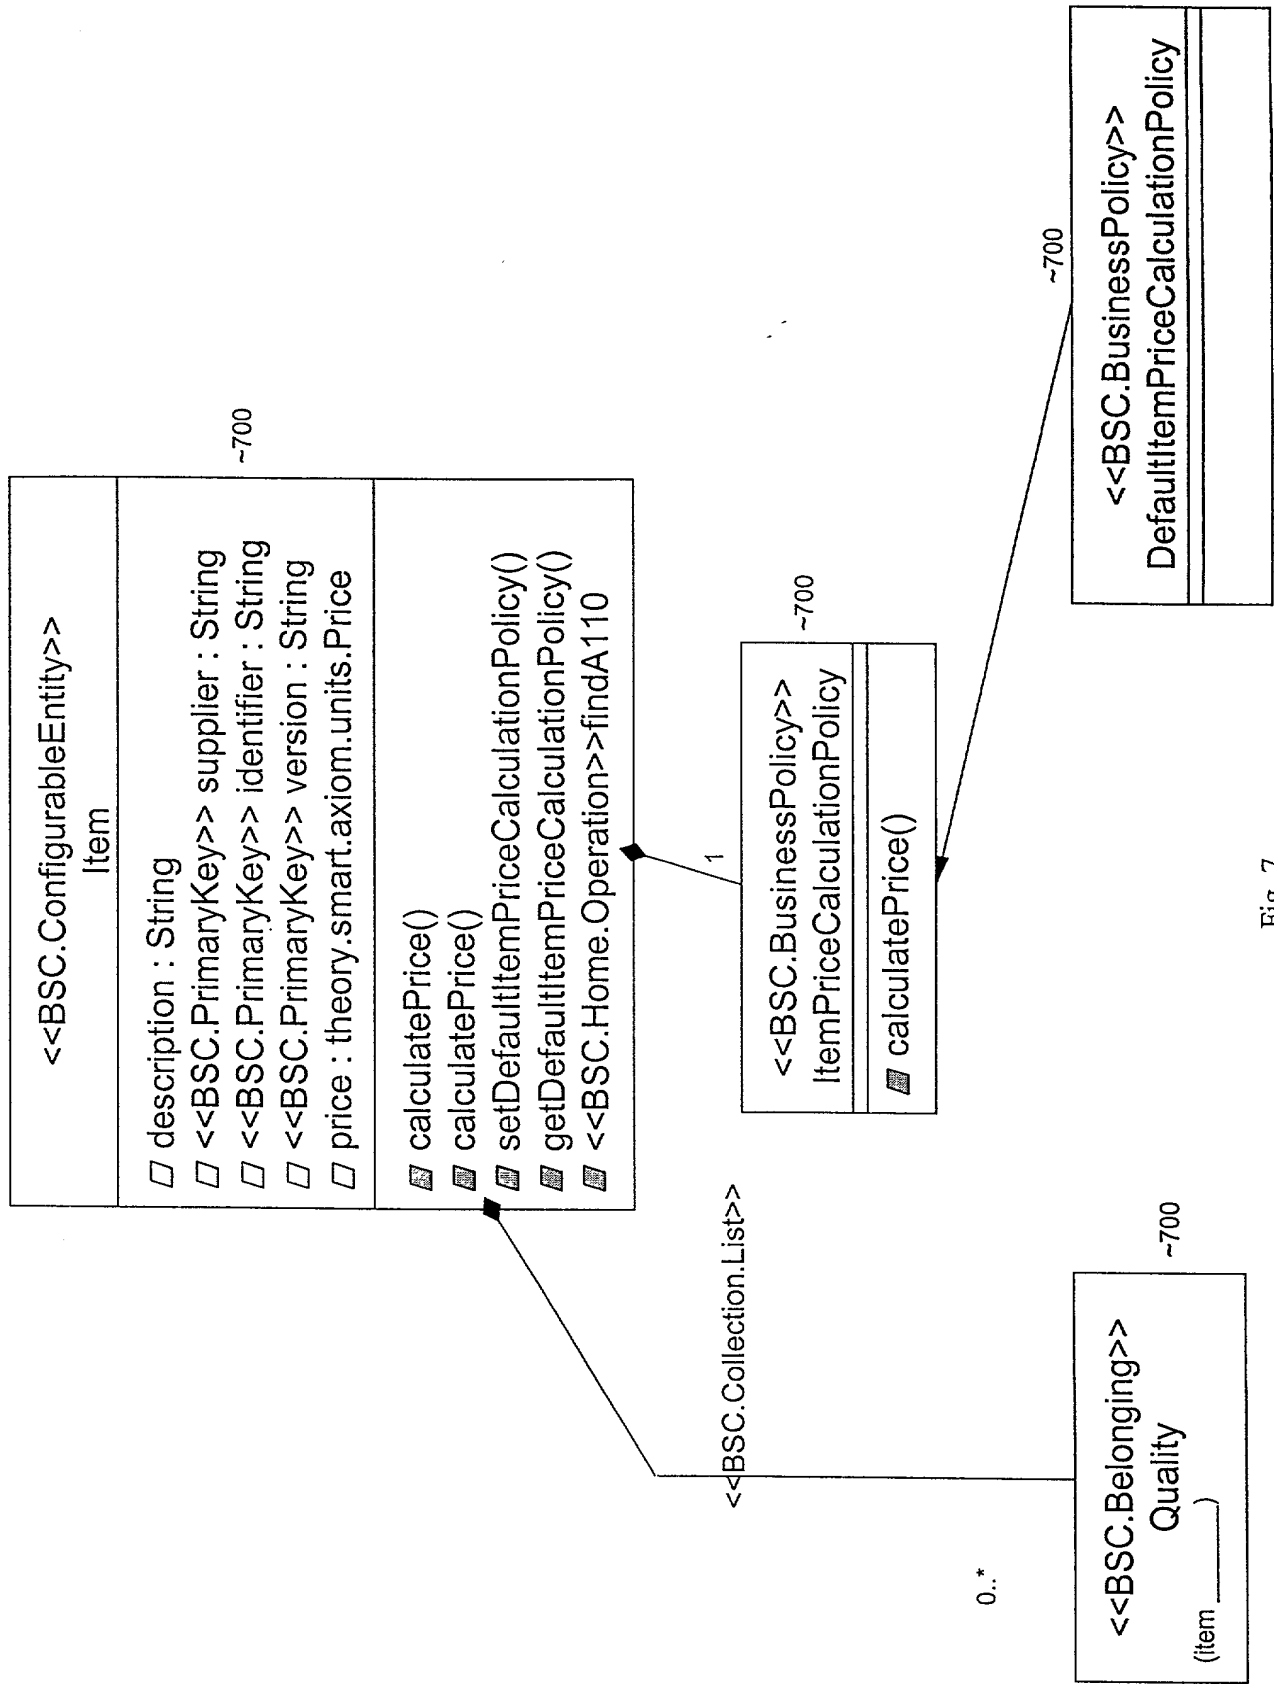 <<BSC.ConfigurableEntity>>
Item
description : String
<<BSC.PrimaryKey>> supplier : String
<<BSC.PrimaryKey>> identifier : String
<<BSC.PrimaryKey>> version : String
price : theory.smart.axiom.units.Price
calculatePrice()
calculatePrice()
setDefaultItemPriceCalculationPolicy()
getDefaultItemPriceCalculationPolicy()
<<BSC.Home.Operation>>findA110
~700
1
<<BSC.Collection.List>>
0..*
<<BSC.BusinessPolicy>>
ItemPriceCalculationPolicy
calculatePrice()
~700
<<BSC.Belonging>>
Quality
(item ______)
~700
<<BSC.BusinessPolicy>>
DefaultItemPriceCalculationPolicy
~700
Fig. 7